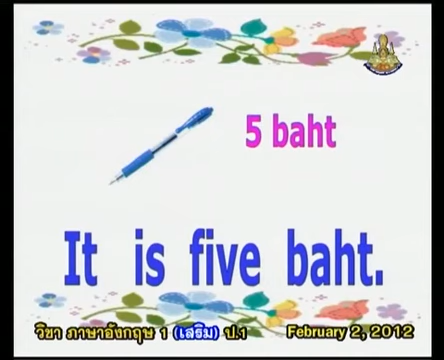 5 baht
It is five baht.
วิชา ภาษาอังกฤษ 1 (เสริม) ป.1 February 2, 2012